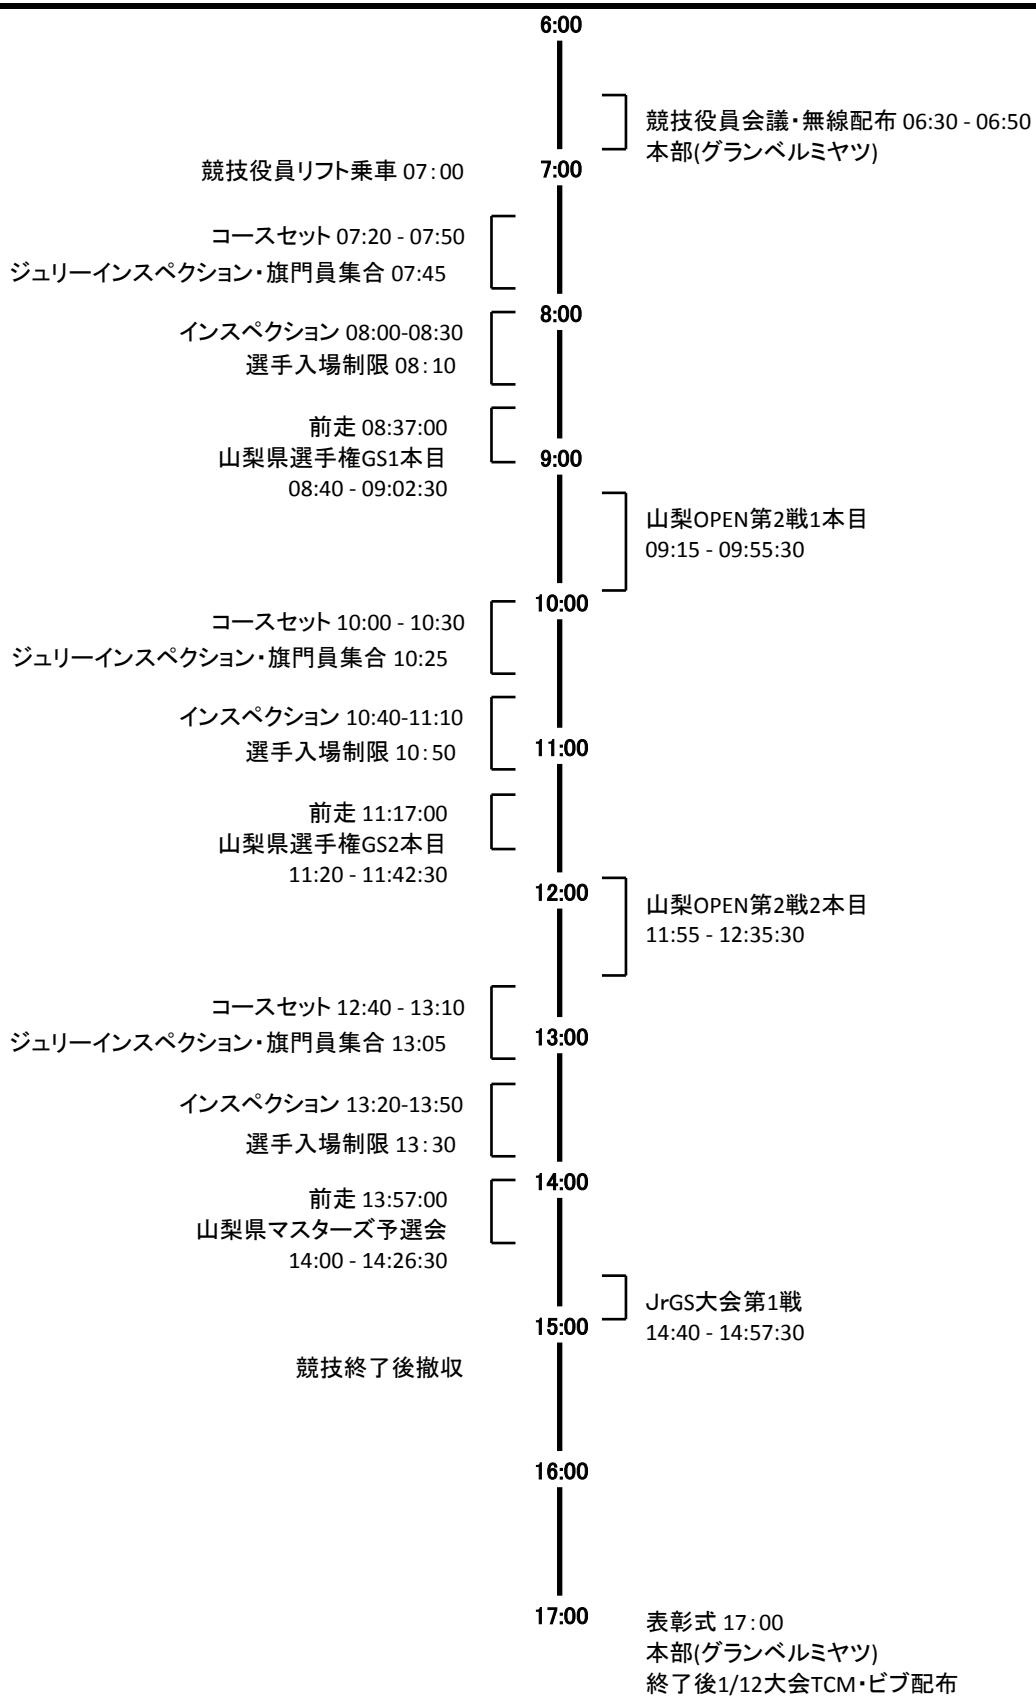 6:00
競技役員会議・無線配布 06:30 - 06:50
本部(グランベルミヤツ)
競技役員リフト乗車 07:00
7:00
コースセット 07:20 - 07:50
ジュリーインスペクション・旗門員集合 07:45
8:00
インスペクション 08:00-08:30
選手入場制限 08:10
前走 08:37:00
山梨県選手権GS1本目
08:40 - 09:02:30
9:00
山梨OPEN第2戦1本目
09:15 - 09:55:30
10:00
コースセット 10:00 - 10:30
ジュリーインスペクション・旗門員集合 10:25
インスペクション 10:40-11:10
選手入場制限 10:50
11:00
前走 11:17:00
山梨県選手権GS2本目
11:20 - 11:42:30
12:00
山梨OPEN第2戦2本目
11:55 - 12:35:30
コースセット 12:40 - 13:10
ジュリーインスペクション・旗門員集合 13:05
13:00
インスペクション 13:20-13:50
選手入場制限 13:30
14:00
前走 13:57:00
山梨県マスターズ予選会
14:00 - 14:26:30
JrGS大会第1戦
14:40 - 14:57:30
15:00
競技終了後撤収
16:00
17:00
表彰式 17:00
本部(グランベルミヤツ)
終了後1/12大会TCM・ビブ配布